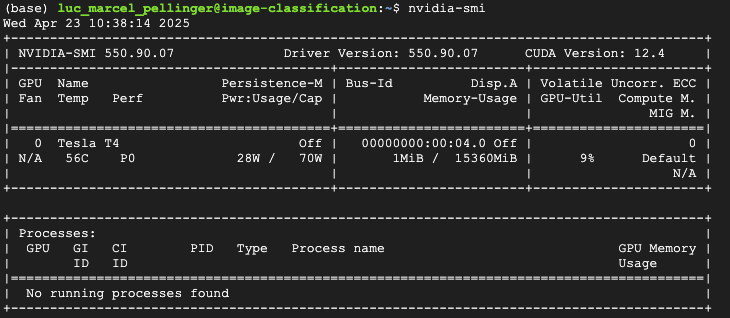 (base) luc_marcel_pellinger@image-classification:~$ nvidia-smi
Wed Apr 23 10:38:14 2025
+-----------------------------------------------------------------------------------------+
| NVIDIA-SMI 550.90.07              Driver Version: 550.90.07      CUDA Version: 12.4     |
|-----------------------------------------+------------------------+----------------------+
| GPU  Name                 Persistence-M | Bus-Id          Disp.A | Volatile Uncorr. ECC |
| Fan  Temp   Perf          Pwr:Usage/Cap |           Memory-Usage | GPU-Util  Compute M. |
|                                         |                        |               MIG M. |
|=========================================+========================+======================|
|   0  Tesla T4                       Off |   00000000:00:04.0 Off |                    0 |
| N/A   56C    P0             28W /   70W |       1MiB /  15360MiB |      9%      Default |
|                                         |                        |                  N/A |
+-----------------------------------------+------------------------+----------------------+

+-----------------------------------------------------------------------------------------+
| Processes:                                                                              |
|  GPU   GI   CI        PID   Type   Process name                              GPU Memory |
|        ID   ID                                                               Usage      |
|=========================================================================================|
|  No running processes found                                                             |
+-----------------------------------------------------------------------------------------+